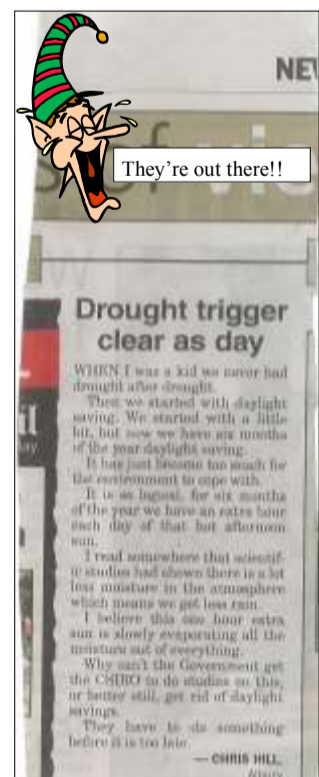 NE
s of vie
They're out there!!
Drought trigger
clear as day
WHEN I was a kid we never had
drought after drought.
Then we started with daylight
saving. We started with a little
bit, but now we have six months
of the year daylight saving.
It has just become too much for
the environment to cope with.
It is so logical, for six months
of the year we have an extra hour
each day of that hot afternoon
sun.
I read somewhere that scientif-
ic studies had shown there is a lot
less moisture in the atmosphere
which means we get less rain.
I believe this one hour extra
sun is slowly evaporating all the
moisture out of everything.
Why can't the Government get
the CSIRO to do studies on this,
or better still, get rid of daylight
savings.
They have to do something
before it is too late.
— CHRIS HILL,